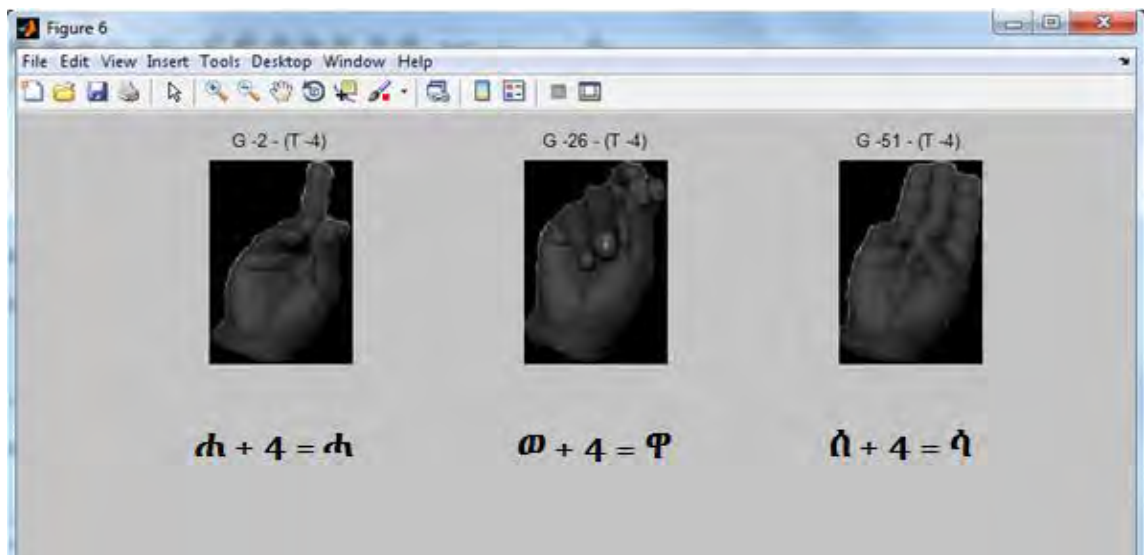 Figure 6
File Edit View Insert Tools Desktop Window Help
G -2 - (T -4) G -26 - (T -4) G -51 - (T -4)
ሐ + 4 = ሓ ወ + 4 = ዋ ሰ + 4 = ሳ